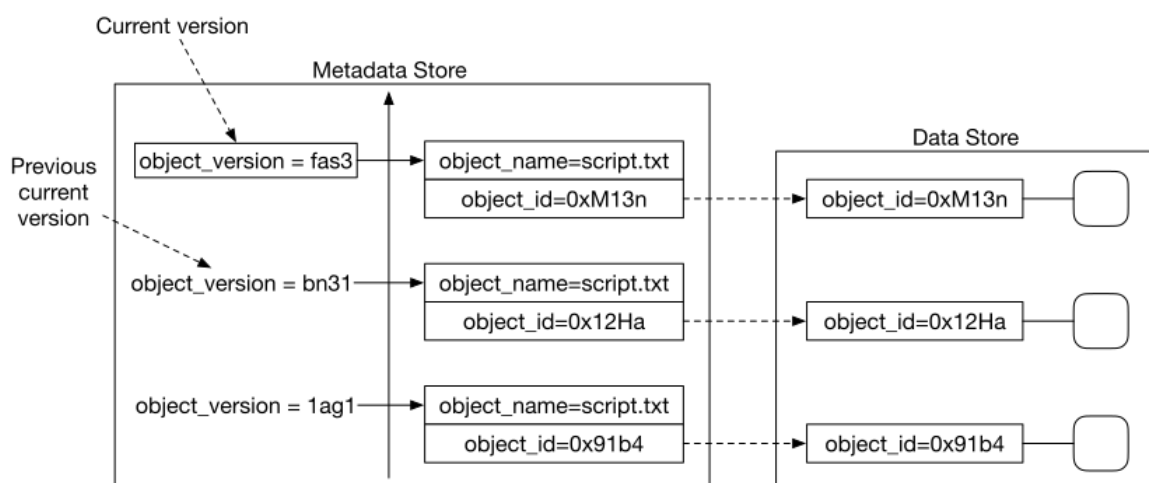 Current version
Metadata Store
Data Store
object_version = fas3
object_name=script.txt
object_id=0xM13n
object_id=0xM13n
Previous
current
version
object_version = bn31
object_name=script.txt
object_id=0x12Ha
object_id=0x12Ha
object_version = 1ag1
object_name=script.txt
object_id=0x91b4
object_id=0x91b4